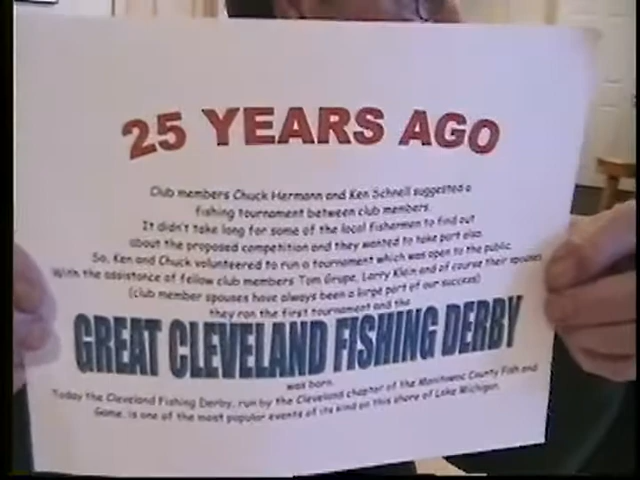 25 YEARS AGO
Club members Chuck Hermann and Ken Schnell suggested a
fishing tournament between club members.
It didn't take long for some of the local fishermen to find out
about the proposed competition and they wanted to take part also.
So, Ken and Chuck volunteered to run a tournament which was open to the public.
With the assistance of fellow club members Tom Grupe, Larry Klein and of course their spouses
(club member spouses have always been a large part of our success)
they ran the first tournament and the
GREAT CLEVELAND FISHING DERBY
was born.
Today the Cleveland Fishing Derby, run by the Cleveland chapter of the Manitowoc County Fish and
Game, is one of the most popular events of its kind on this shore of Lake Michigan.